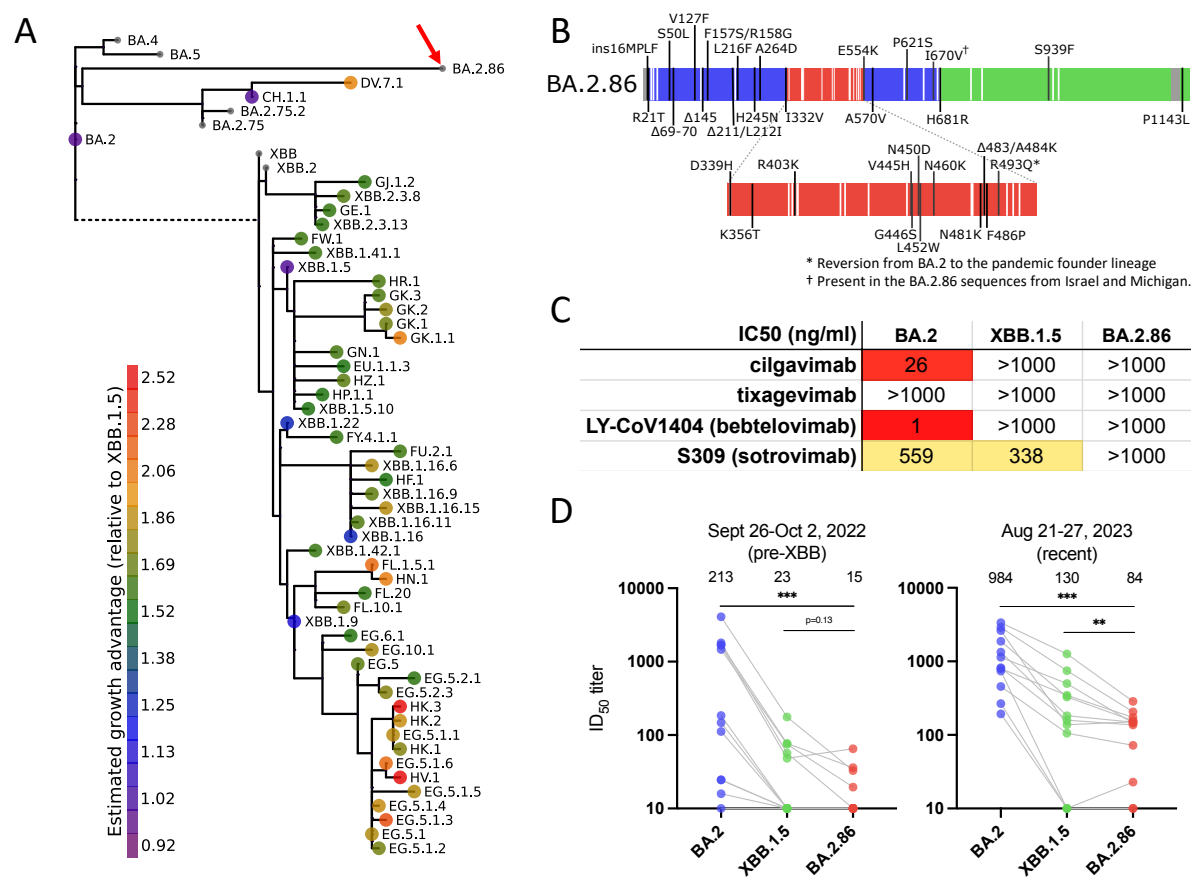 A
BA.4
BA.5
BA.2.86
DV.7.1
CH.1.1
BA.2.75.2
BA.2.75
BA.2
XBB
XBB.2
GJ.1.2
XBB.2.3.8
GE.1
XBB.2.3.13
FW.1
XBB.1.41.1
XBB.1.5
HR.1
GK.3
GK.2
GK.1
GK.1.1
GN.1
EU.1.1.3
HZ.1
HP.1.1
XBB.1.5.10
XBB.1.22
FY.4.1.1
FU.2.1
XBB.1.16.6
HF.1
XBB.1.16.9
XBB.1.16.15
XBB.1.16.11
XBB.1.16
XBB.1.42.1
FL.1.5.1
HN.1
FL.20
FL.10.1
XBB.1.9
EG.6.1
EG.10.1
EG.5
EG.5.2.1
EG.5.2.3
HK.3
HK.2
EG.5.1.1
HK.1
EG.5.1.6
HV.1
EG.5.1.5
EG.5.1.4
EG.5.1.3
EG.5.1
EG.5.1.2
Estimated growth advantage (relative to XBB.1.5)
2.52
2.28
2.06
1.86
1.69
1.52
1.38
1.25
1.13
1.02
0.92
B
V127F
S50L F157S/R158G
ins16MPLF L216F A264D E554K P621S I670V† S939F
BA.2.86
R21T Δ145 H245N I332V A570V H681R P1143L
Δ69-70 Δ211/L212I
N450D Δ483/A484K
D339H R403K V445H N460K R493Q*
K356T G446S N481K F486P
L452W
* Reversion from BA.2 to the pandemic founder lineage
† Present in the BA.2.86 sequences from Israel and Michigan.
C
IC50 (ng/ml) BA.2 XBB.1.5 BA.2.86
cilgavimab 26 >1000 >1000
tixagevimab >1000 >1000 >1000
LY-CoV1404 (bebtelovimab) 1 >1000 >1000
S309 (sotrovimab) 559 338 >1000
D
Sept 26-Oct 2, 2022
(pre-XBB)
213 23 15
***
p=0.13
10000
1000
100
10
ID50 titer
BA.2 XBB.1.5 BA.2.86
Aug 21-27, 2023
(recent)
984 130 84
***
**
10000
1000
100
10
BA.2 XBB.1.5 BA.2.86